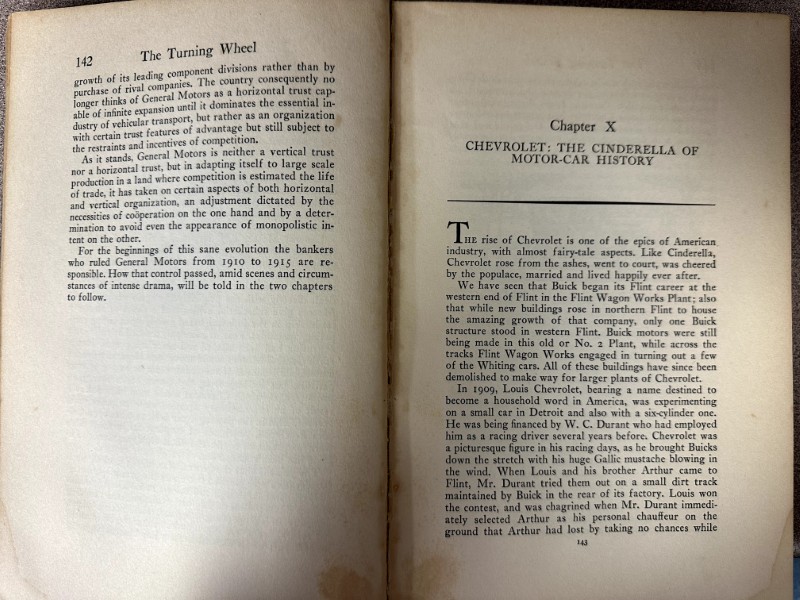 142 The Turning Wheel
growth of its leading component divisions rather than by
purchase of rival companies. The country consequently no
longer thinks of General Motors as a horizontal trust cap-
able of infinite expansion until it dominates the essential in-
dustry of vehicular transport, but rather as an organization
with certain trust features of advantage but still subject to
the restraints and incentives of competition.
As it stands, General Motors is neither a vertical trust
nor a horizontal trust, but in adapting itself to large scale
production in a land where competition is estimated the life
of trade, it has taken on certain aspects of both horizontal
and vertical organization, an adjustment dictated by the
necessities of coöperation on the one hand and by a deter-
mination to avoid even the appearance of monopolistic in-
tent on the other.
For the beginnings of this sane evolution the bankers
who ruled General Motors from 1910 to 1915 are re-
sponsible. How that control passed, amid scenes and circum-
stances of intense drama, will be told in the two chapters
to follow.
Chapter X
CHEVROLET: THE CINDERELLA OF
MOTOR-CAR HISTORY
THE rise of Chevrolet is one of the epics of American
industry, with almost fairy-tale aspects. Like Cinderella,
Chevrolet rose from the ashes, went to court, was cheered
by the populace, married and lived happily ever after.
We have seen that Buick began its Flint career at the
western end of Flint in the Flint Wagon Works Plant; also
that while new buildings rose in northern Flint to house
the amazing growth of that company, only one Buick
structure stood in western Flint. Buick motors were still
being made in this old or No. 2 Plant, while across the
tracks Flint Wagon Works engaged in turning out a few
of the Whiting cars. All of these buildings have since been
demolished to make way for larger plants of Chevrolet.
In 1909, Louis Chevrolet, bearing a name destined to
become a household word in America, was experimenting
on a small car in Detroit and also with a six-cylinder one.
He was being financed by W. C. Durant who had employed
him as a racing driver several years before. Chevrolet was
a picturesque figure in his racing days, as he brought Buicks
down the stretch with his huge Gallic mustache blowing in
the wind. When Louis and his brother Arthur came to
Flint, Mr. Durant tried them out on a small dirt track
maintained by Buick in the rear of its factory. Louis won
the contest, and was chagrined when Mr. Durant immedi-
ately selected Arthur as his personal chauffeur on the
ground that Arthur had lost by taking no chances while
143